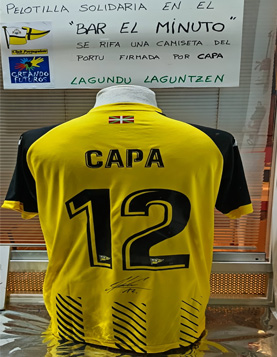 PELOTILLA SOLIDARIA EN EL
"BAR EL MINUTO"
SE RIFA UNA CAMISETA DEL
PORTU FIRMADA POR CAPA
CREANDO
FUTUROS
LAGUNDU LAGUNTZEN
CAPA
12